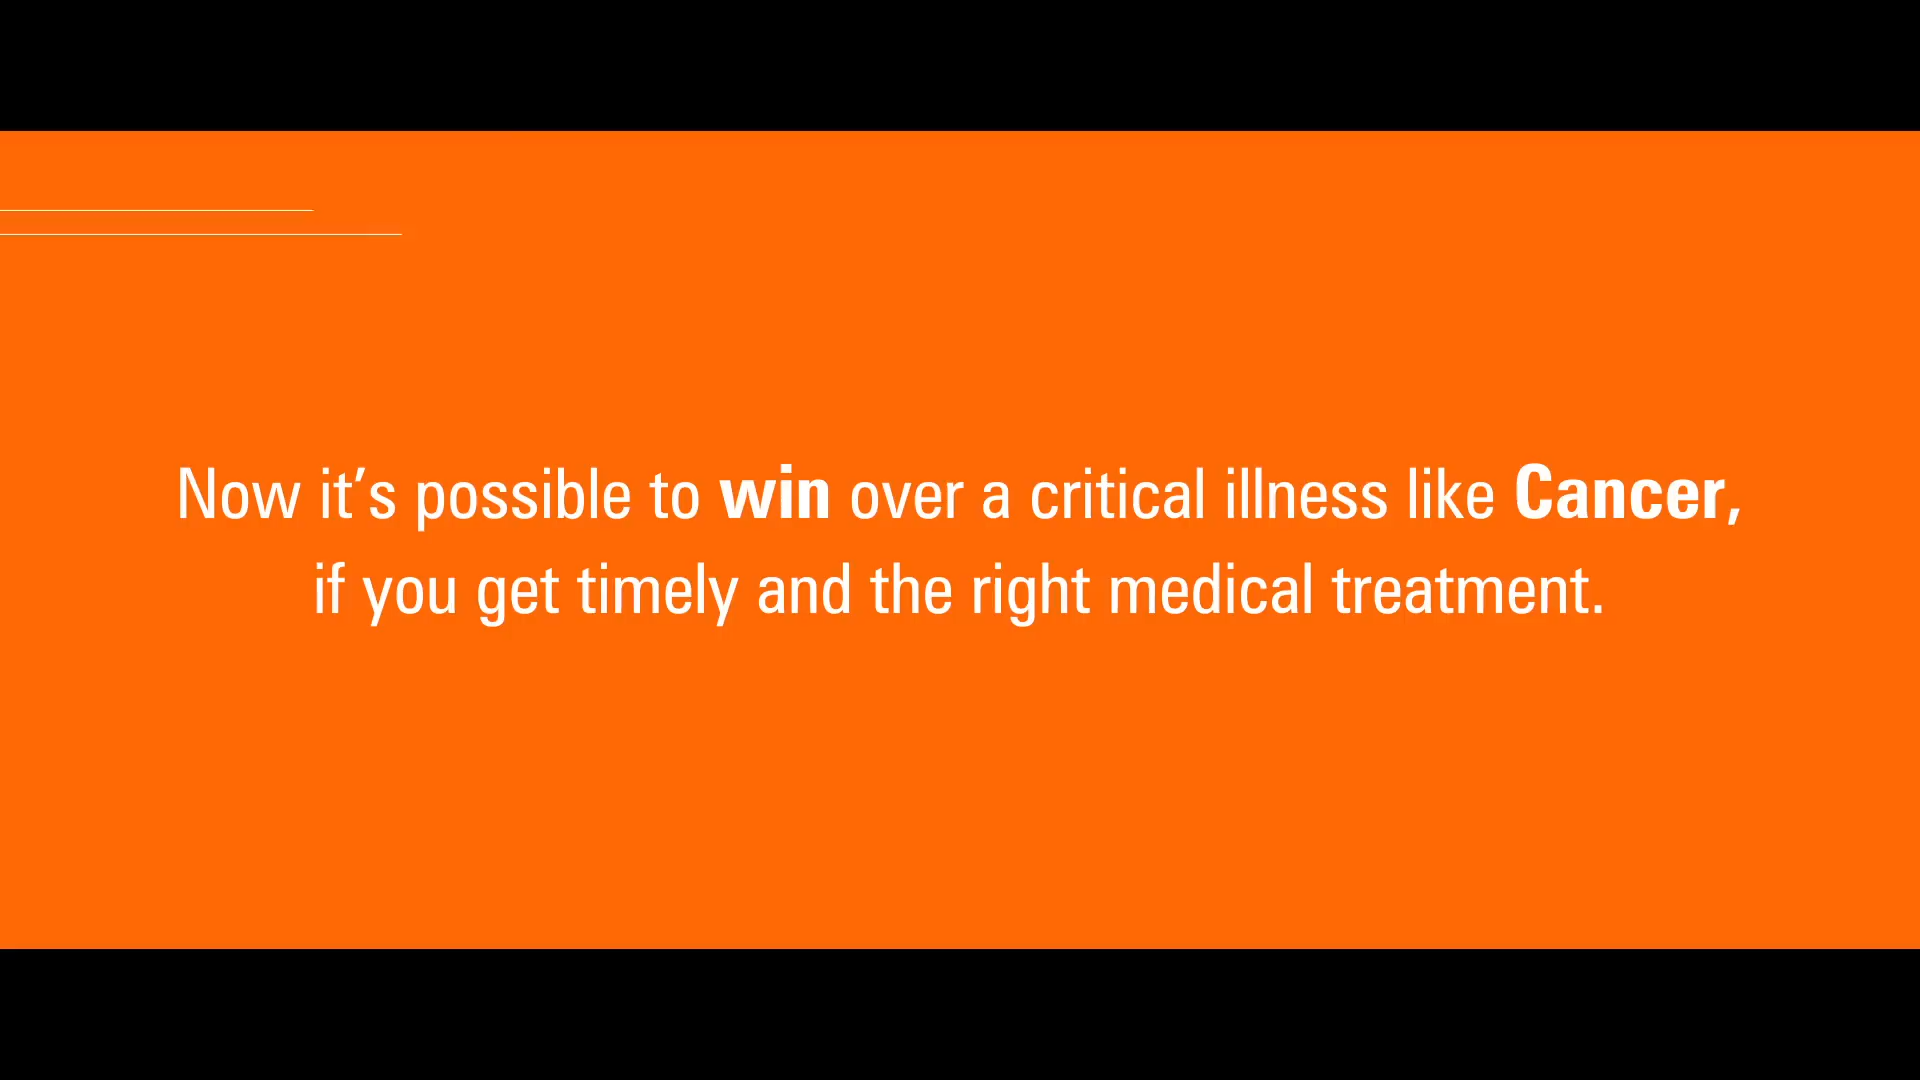 Now it’s possible to win over a critical illness like Cancer,
if you get timely and the right medical treatment.